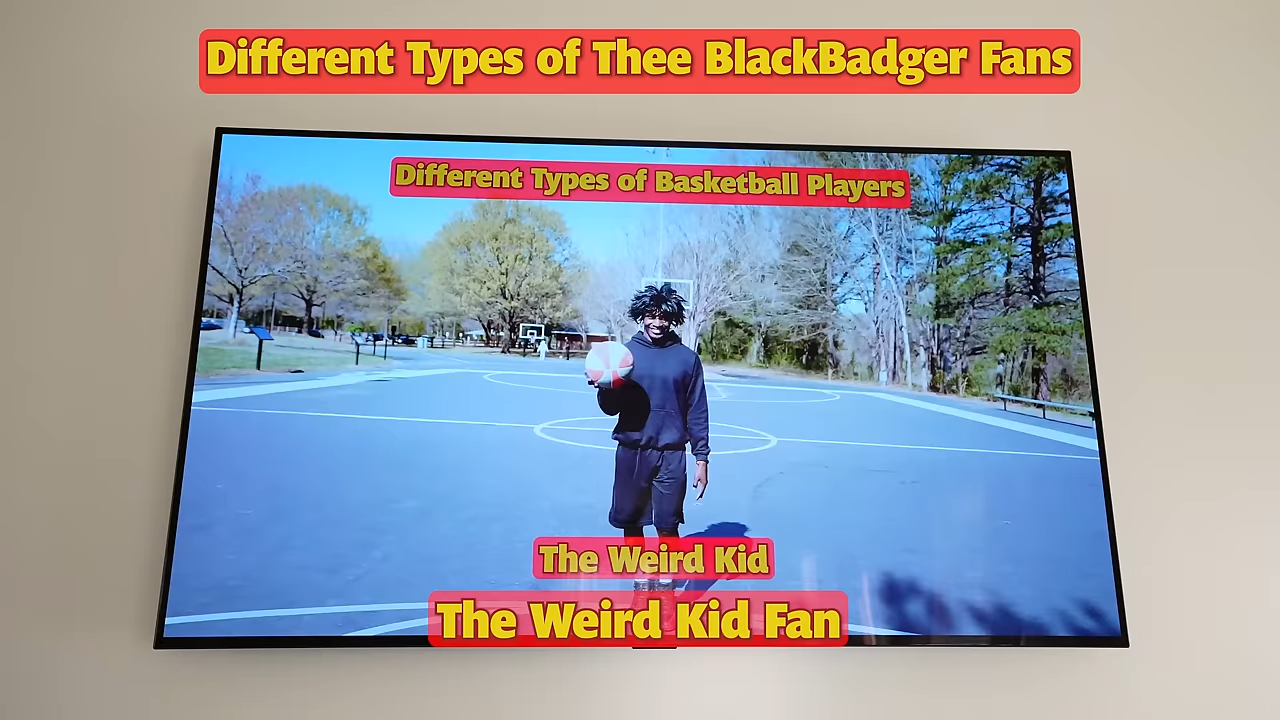 Different Types of Thee BlackBadger Fans
Different Types of Basketball Players
The Weird Kid
The Weird Kid Fan